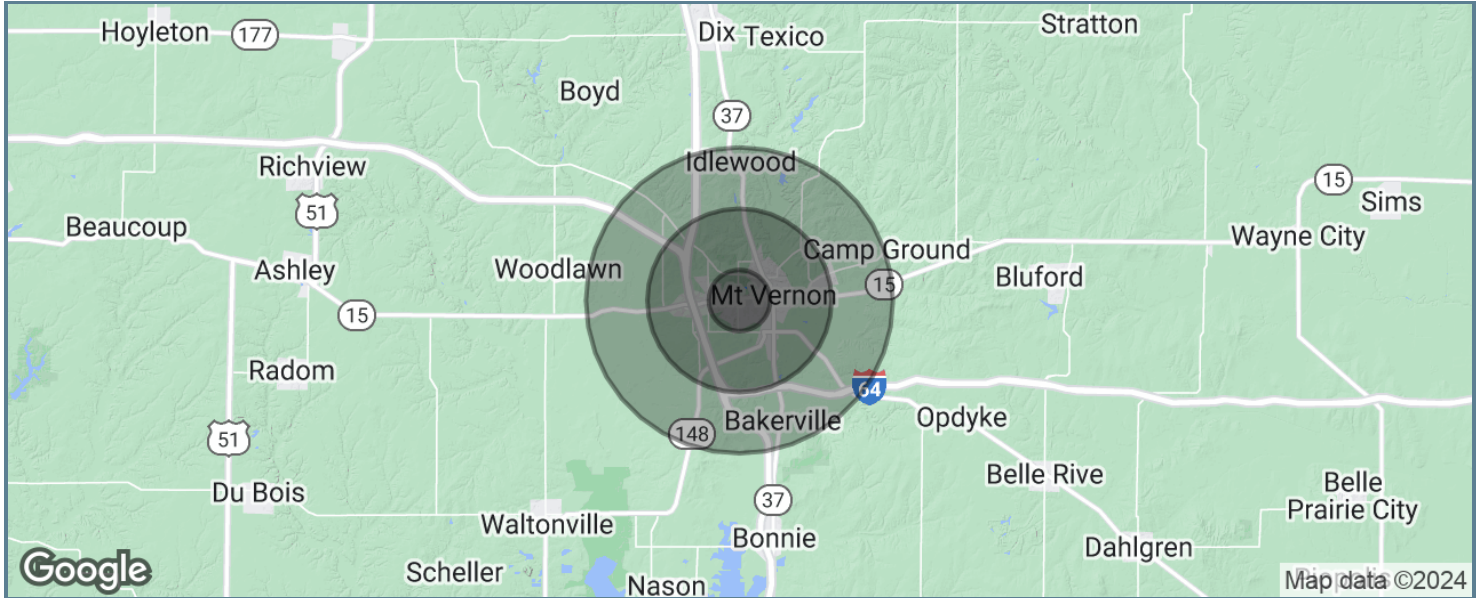 Hoyleton
177
Dix
Texico
Stratton
Boyd
37
Richview
Idlewood
15
Sims
51
Beaucoup
Wayne City
Camp Ground
Ashley
Woodlawn
Bluford
15
Mt Vernon
15
Radom
64
Bakerville
Opdyke
148
51
Belle Rive
Belle
Prairie City
Du Bois
37
Waltonville
Bonnie
Dahlgren
Scheller
Nason
Google
Map data ©2024